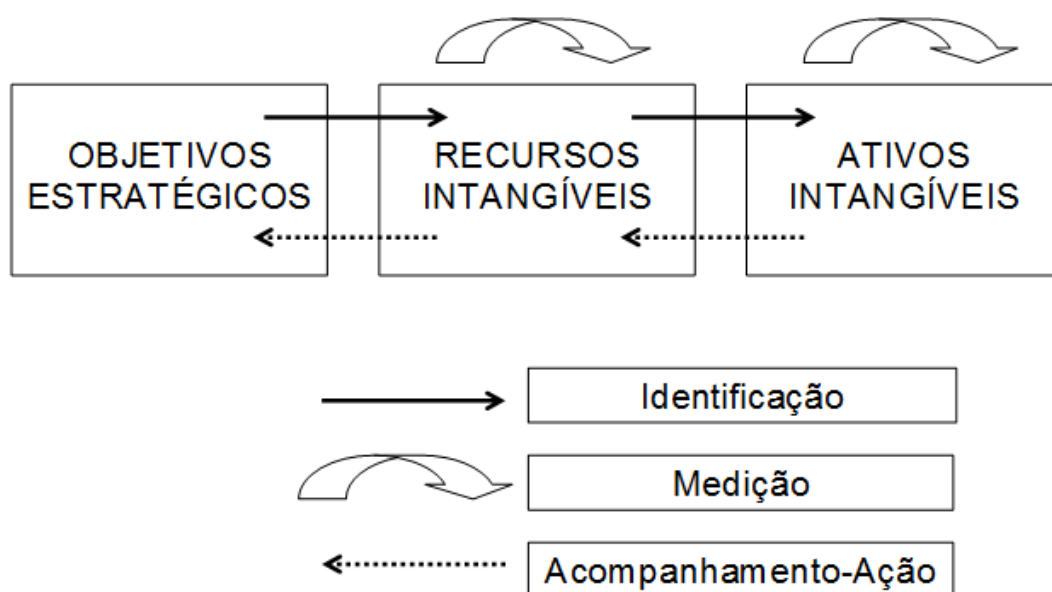 OBJETIVOS
ESTRATÉGICOS
RECURSOS
INTANGÍVEIS
ATIVOS
INTANGÍVEIS
Identificação
Medição
Acompanhamento-Ação